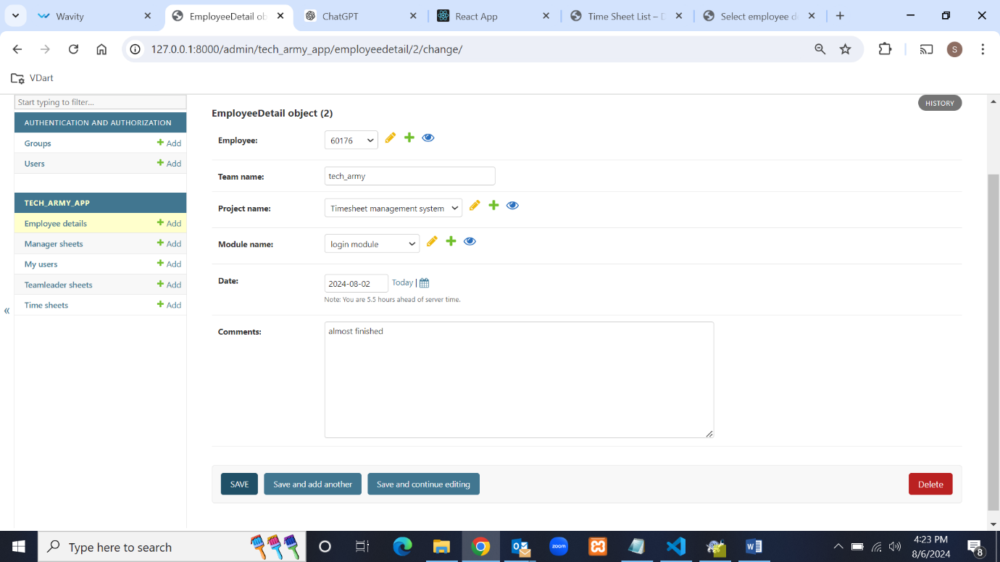 Wavity
EmployeeDetail ob
ChatGPT
React App
Time Sheet List – D
Select employee de
127.0.0.1:8000/admin/tech_army_app/employeedetail/2/change/
S
VDart
Start typing to filter...
AUTHENTICATION AND AUTHORIZATION
Groups + Add
Users + Add
TECH_ARMY_APP
Employee details + Add
Manager sheets + Add
My users + Add
Teamleader sheets + Add
Time sheets + Add
«
HISTORY
EmployeeDetail object (2)
Employee: 60176
Team name: tech_army
Project name: Timesheet management system
Module name: login module
Date: 2024-08-02 Today |
Note: You are 5.5 hours ahead of server time.
Comments: almost finished
SAVE Save and add another Save and continue editing Delete
Type here to search
zoom
4:23 PM
8/6/2024
8